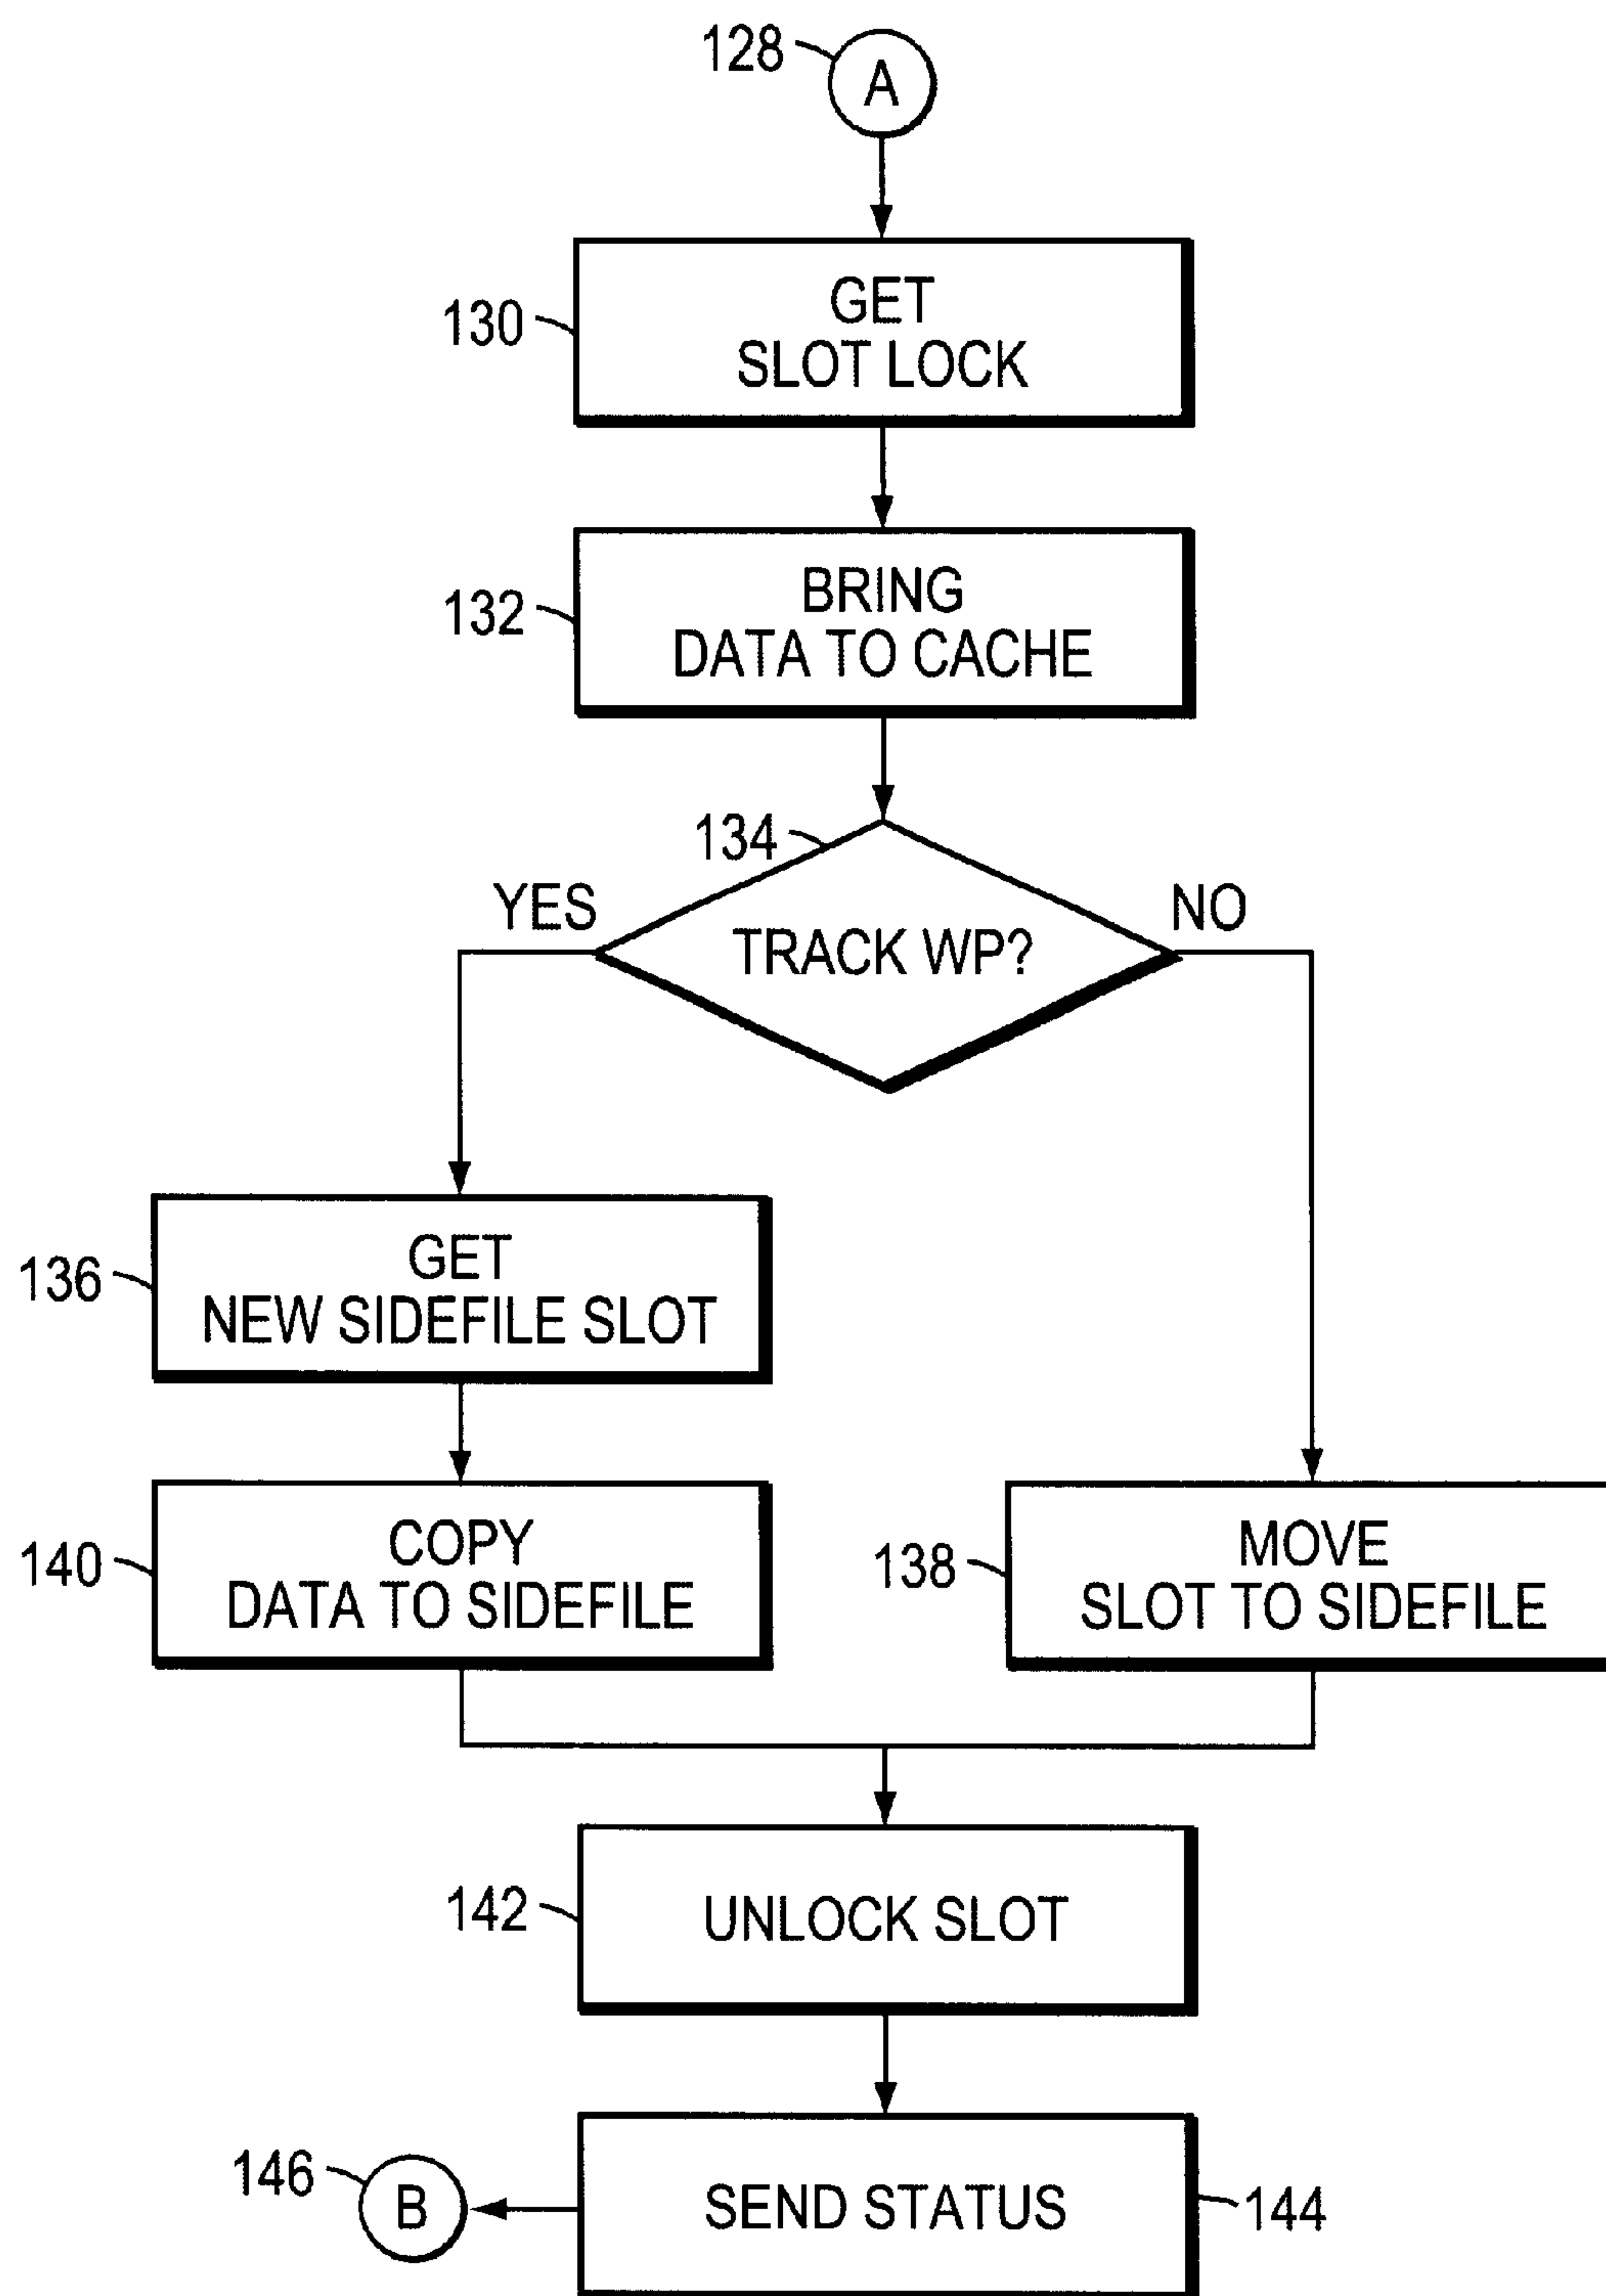 128
A
130
GET
SLOT LOCK
132
BRING
DATA TO CACHE
134
YES
NO
TRACK WP?
136
GET
NEW SIDEFILE SLOT
140
COPY
DATA TO SIDEFILE
138
MOVE
SLOT TO SIDEFILE
142
UNLOCK SLOT
146
B
SEND STATUS
144